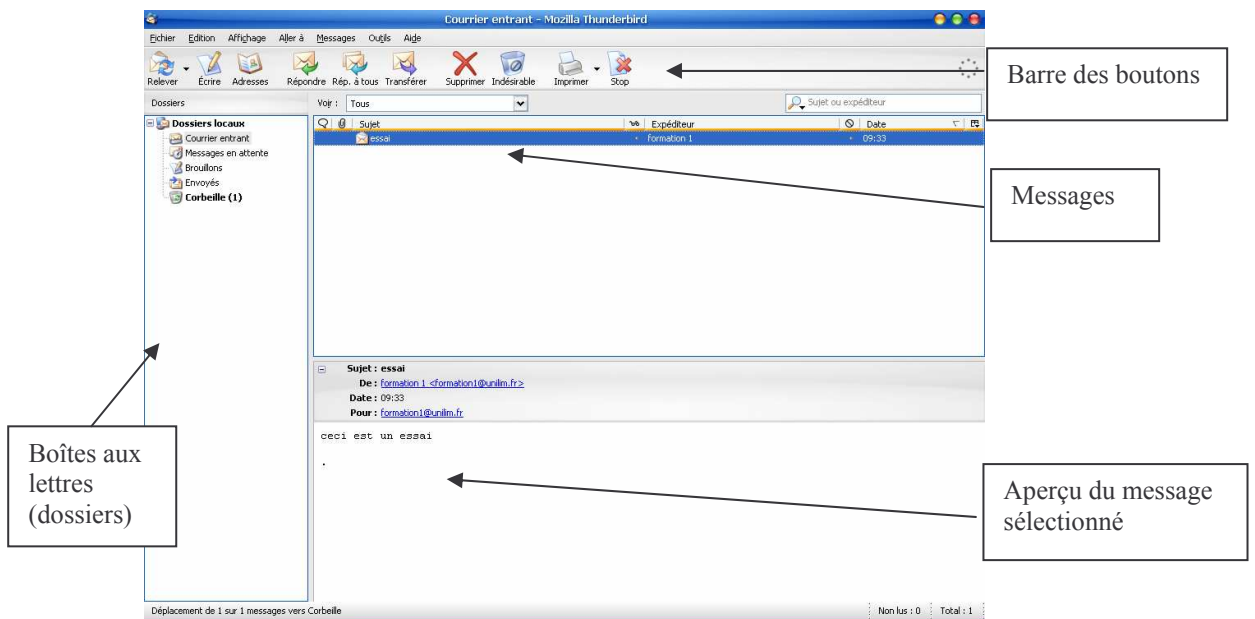 Courrier entrant - Mozilla Thunderbird
Fichier Edition Affichage Aller à Messages Outils Aide
Relever Écrire Adresses Répondre Rép. à tous Transférer Supprimer Indésirable Imprimer Stop
Barre des boutons
Dossiers Voir : Tous Sujet ou expéditeur
Dossiers locaux
Courrier entrant
Messages en attente
Brouillons
Envoyés
Corbeille (1)
Sujet Expéditeur Date
essai formation 1 09:33
Messages
Sujet : essai
De : formation 1 <formation1@unilim.fr>
Date : 09:33
Pour : formation1@unilim.fr
ceci est un essai
.
Boîtes aux
lettres
(dossiers)
Aperçu du message
sélectionné
Déplacement de 1 sur 1 messages vers Corbeille Non lus : 0 Total : 1